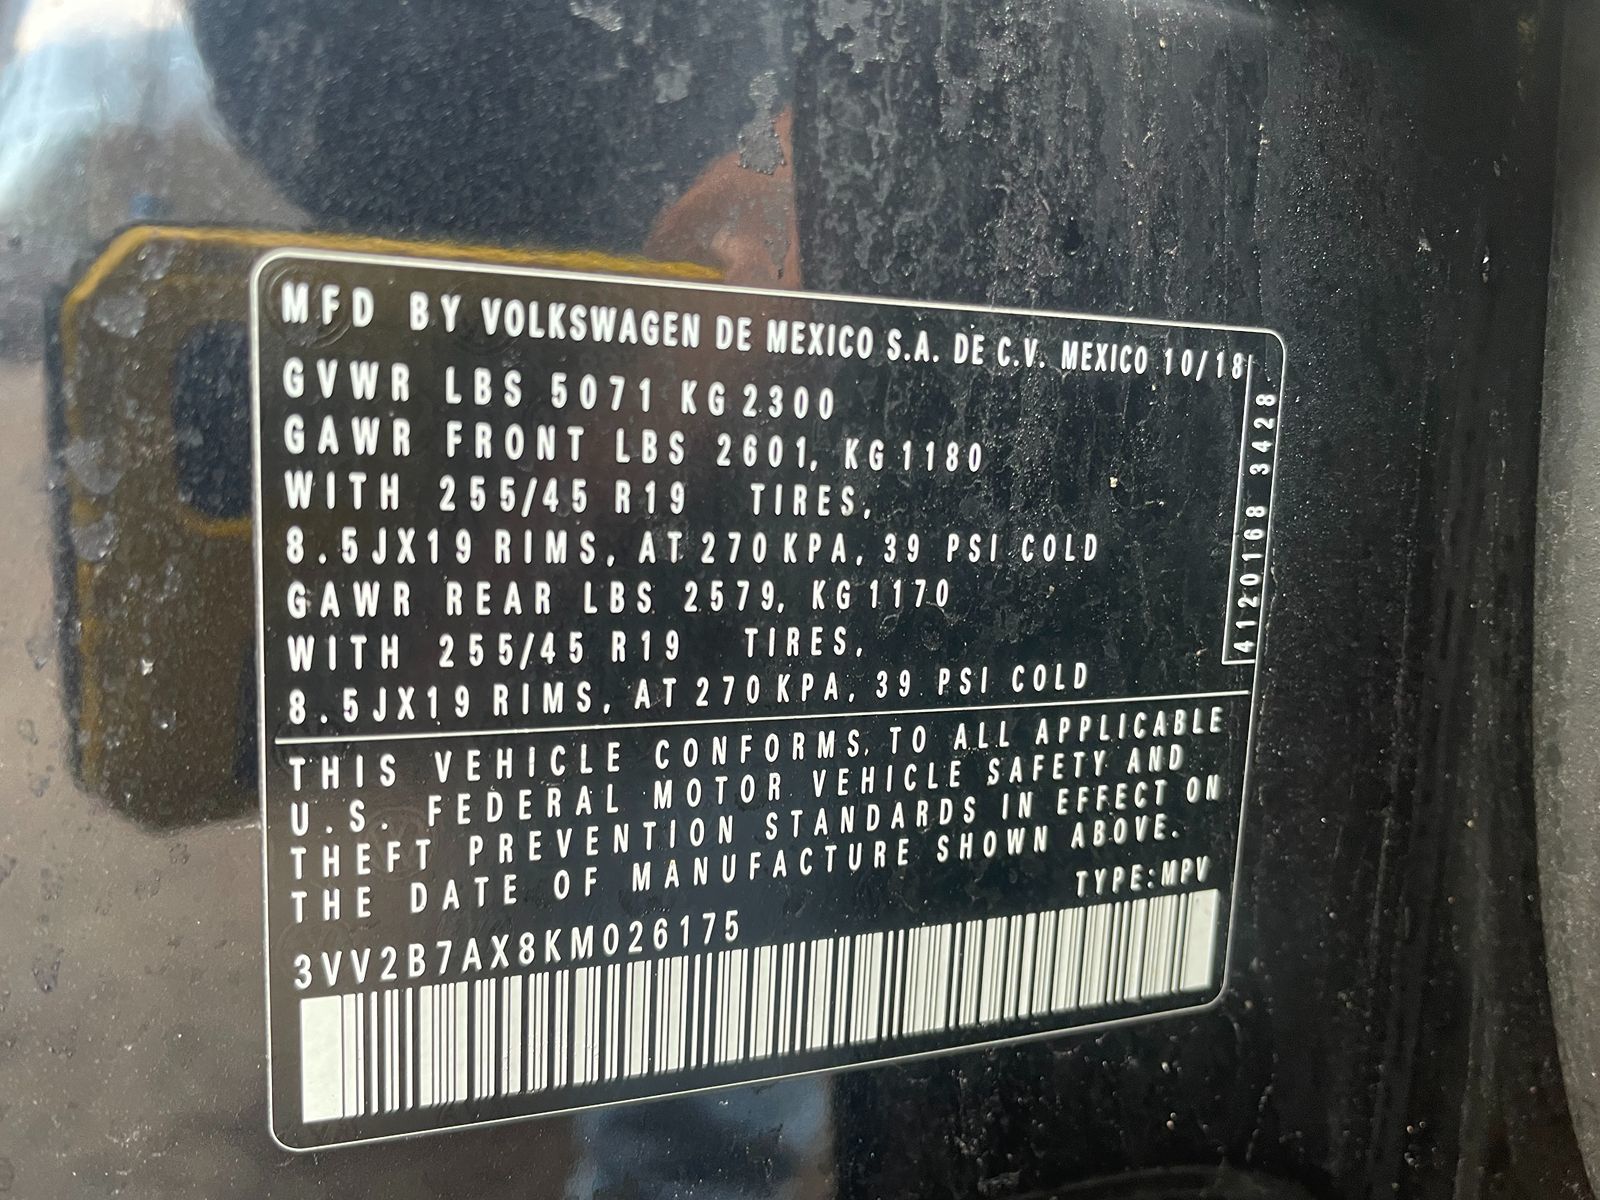 MFD BY VOLKSWAGEN DE MEXICO S.A. DE C.V. MEXICO 10/18
GVWR LBS 5071 KG 2300
GAWR FRONT LBS 2601, KG 1180
WITH 255/45 R19 TIRES,
8.5JX19 RIMS, AT 270 KPA, 39 PSI COLD
GAWR REAR LBS 2579, KG 1170
WITH 255/45 R19 TIRES,
8.5JX19 RIMS, AT 270 KPA, 39 PSI COLD
4120168 3428
THIS VEHICLE CONFORMS TO ALL APPLICABLE
U.S. FEDERAL MOTOR VEHICLE SAFETY AND
THEFT PREVENTION STANDARDS IN EFFECT ON
THE DATE OF MANUFACTURE SHOWN ABOVE.
TYPE:MPV
3VV2B7AX8KM026175